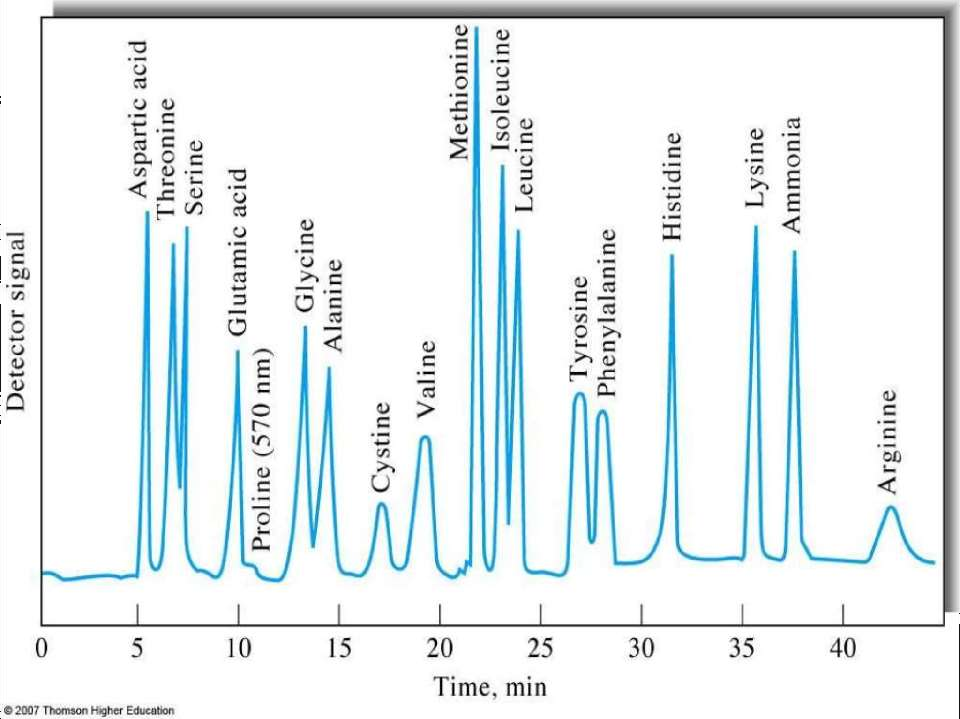 Detector signal
Aspartic acid
Threonine
Serine
Glutamic acid
Proline (570 nm)
Glycine
Alanine
Cystine
Valine
Methionine
Isoleucine
Leucine
Tyrosine
Phenylalanine
Histidine
Lysine
Ammonia
Arginine
0 5 10 15 20 25 30 35 40
Time, min
© 2007 Thomson Higher Education